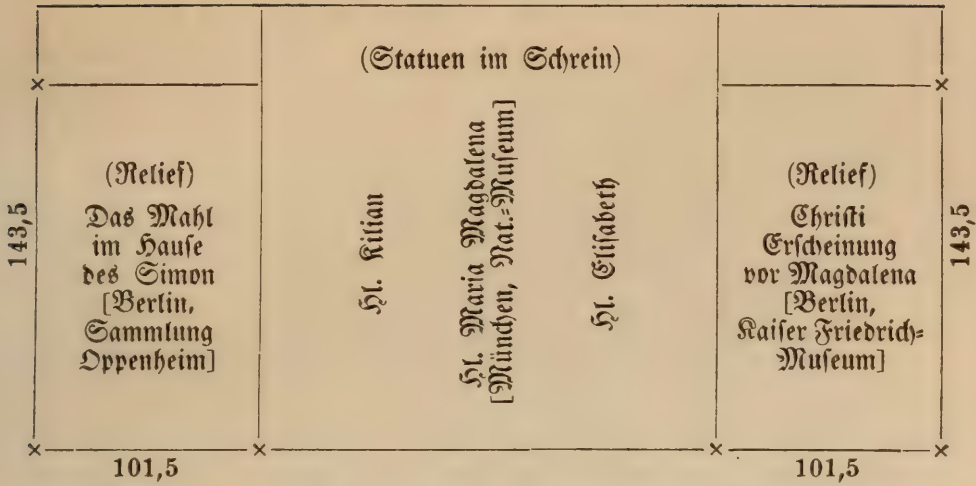 (Statuen im Schrein)
143,5
(Relief)
Das Mahl
im Hause
des Simon
[Berlin,
Sammlung
Oppenheim]
101,5
Hl. Kilian
Hl. Maria Magdalena
[München, Nat.-Museum]
Hl. Elisabeth
(Relief)
Christi
Erscheinung
vor Magdalena
[Berlin,
Kaiser Friedrich-
Museum]
143,5
101,5